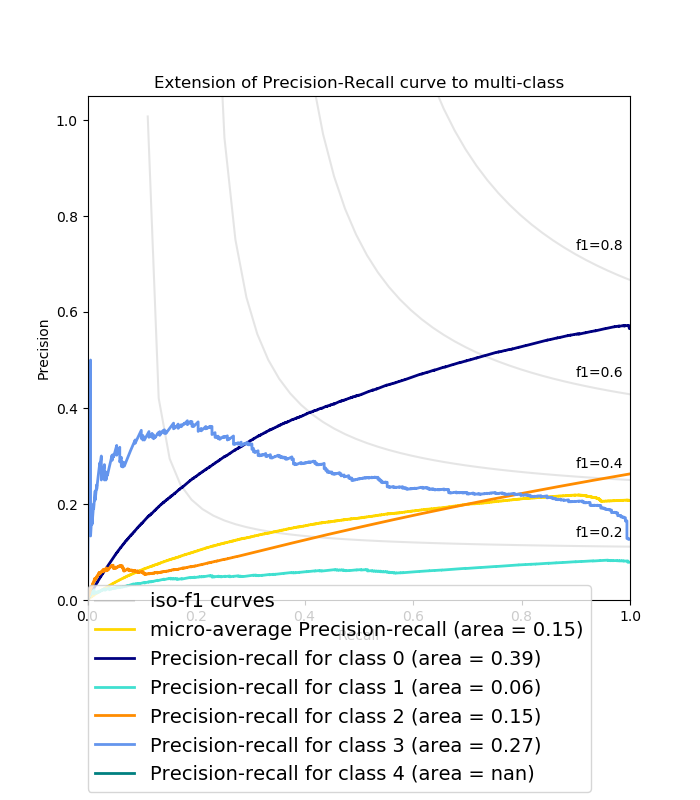 Extension of Precision-Recall curve to multi-class
1.0
0.8
0.6
0.4
0.2
0.0
Precision
f1=0.8
f1=0.6
f1=0.4
f1=0.2
0.0 0.2 0.4 0.6 0.8 1.0
Recall
iso-f1 curves
micro-average Precision-recall (area = 0.15)
Precision-recall for class 0 (area = 0.39)
Precision-recall for class 1 (area = 0.06)
Precision-recall for class 2 (area = 0.15)
Precision-recall for class 3 (area = 0.27)
Precision-recall for class 4 (area = nan)